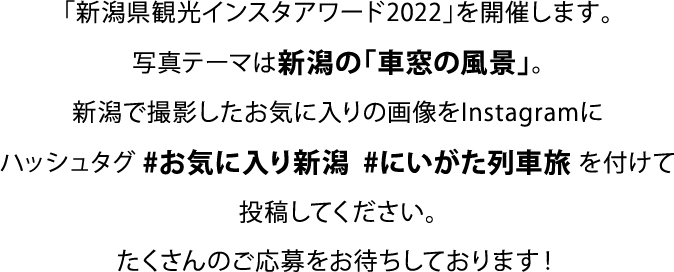 「新潟県観光インスタアワード2022」を開催します。
写真テーマは新潟の「車窓の風景」。
新潟で撮影したお気に入りの画像をInstagramに
ハッシュタグ #お気に入り新潟 #にいがた列車旅 を付けて
投稿してください。
たくさんのご応募をお待ちしております！